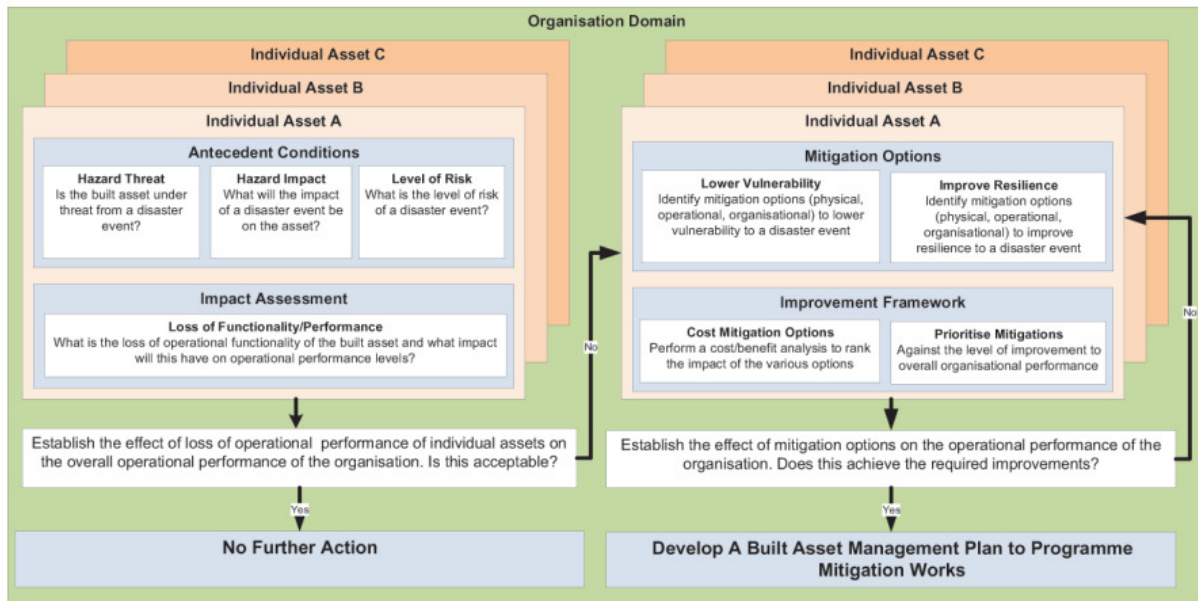 Organisation Domain
Individual Asset C
Individual Asset B
Individual Asset A
Antecedent Conditions
Hazard Threat
Is the built asset under
threat from a disaster
event?
Hazard Impact
What will the impact
of a disaster event be
on the asset?
Level of Risk
What is the level of risk
of a disaster event?
Impact Assessment
Loss of Functionality/Performance
What is the loss of operational functionality of the built asset and what impact
will this have on operational performance levels?
Establish the effect of loss of operational performance of individual assets on
the overall operational performance of the organisation. Is this acceptable?
No
Yes
No Further Action
Individual Asset C
Individual Asset B
Individual Asset A
Mitigation Options
Lower Vulnerability
Identify mitigation options (physical,
operational, organisational) to lower
vulnerability to a disaster event
Improve Resilience
Identify mitigation options
(physical, operational,
organisational) to improve
resilience to a disaster event
Improvement Framework
Cost Mitigation Options
Perform a cost/benefit analysis to rank
the impact of the various options
Prioritise Mitigations
Against the level of improvement to
overall organisational performance
Establish the effect of mitigation options on the operational performance of the
organisation. Does this achieve the required improvements?
No
Yes
Develop A Built Asset Management Plan to Programme
Mitigation Works